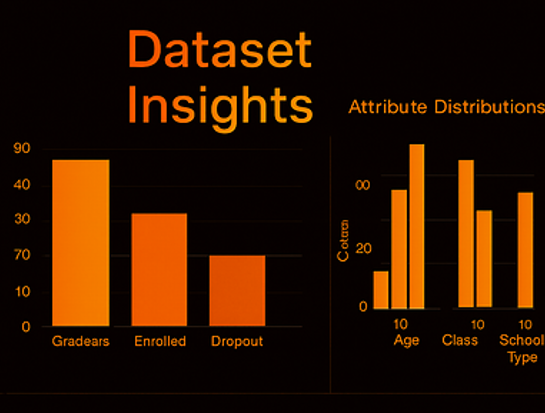 Dataset
Insights
Attribute Distributions
90
40
30
70
10
0
Gradears
Enrolled
Dropout
00
20
0
10
Age
10
Class
10
School
Type